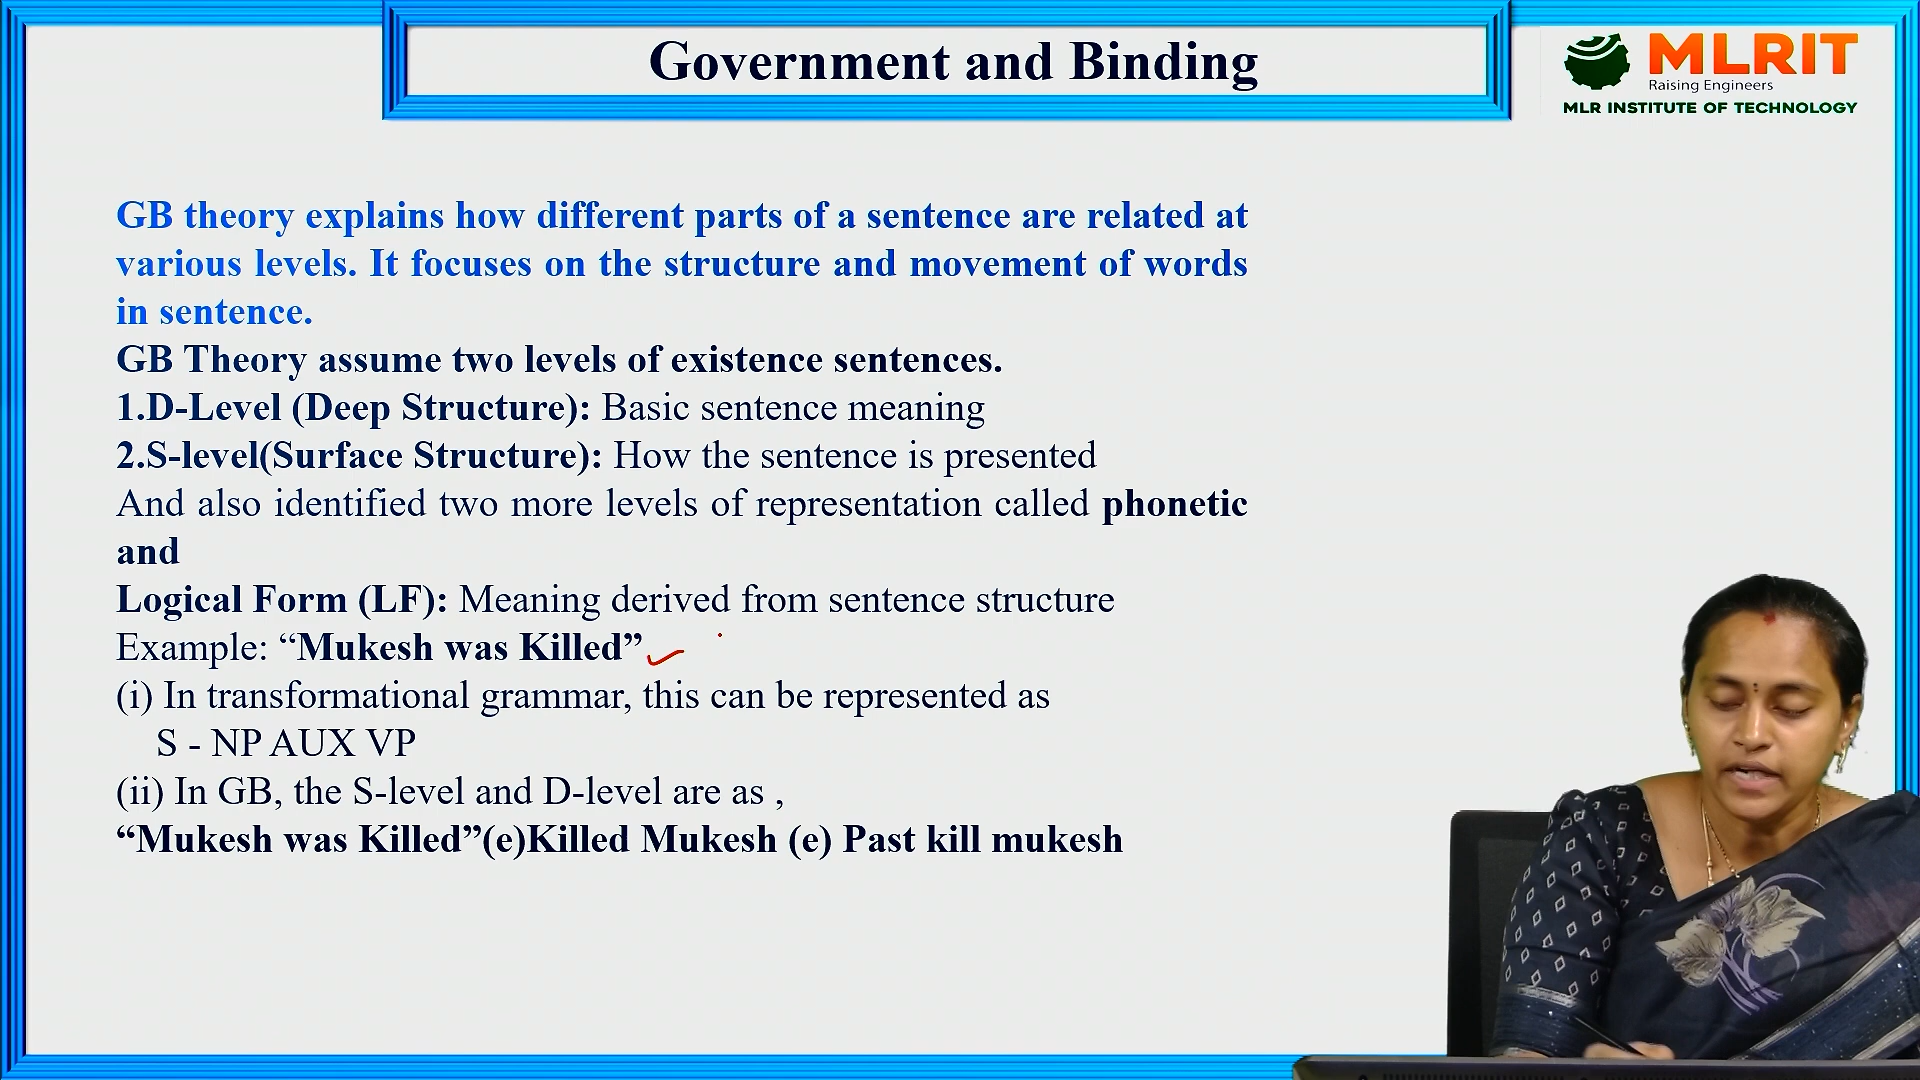 Government and Binding
MLRIT
Raising Engineers
MLR INSTITUTE OF TECHNOLOGY
GB theory explains how different parts of a sentence are related at
various levels. It focuses on the structure and movement of words
in sentence.
GB Theory assume two levels of existence sentences.
1.D-Level (Deep Structure): Basic sentence meaning
2.S-level(Surface Structure): How the sentence is presented
And also identified two more levels of representation called phonetic
and
Logical Form (LF): Meaning derived from sentence structure
Example: “Mukesh was Killed”
(i) In transformational grammar, this can be represented as
S - NP AUX VP
(ii) In GB, the S-level and D-level are as ,
“Mukesh was Killed”(e)Killed Mukesh (e) Past kill mukesh